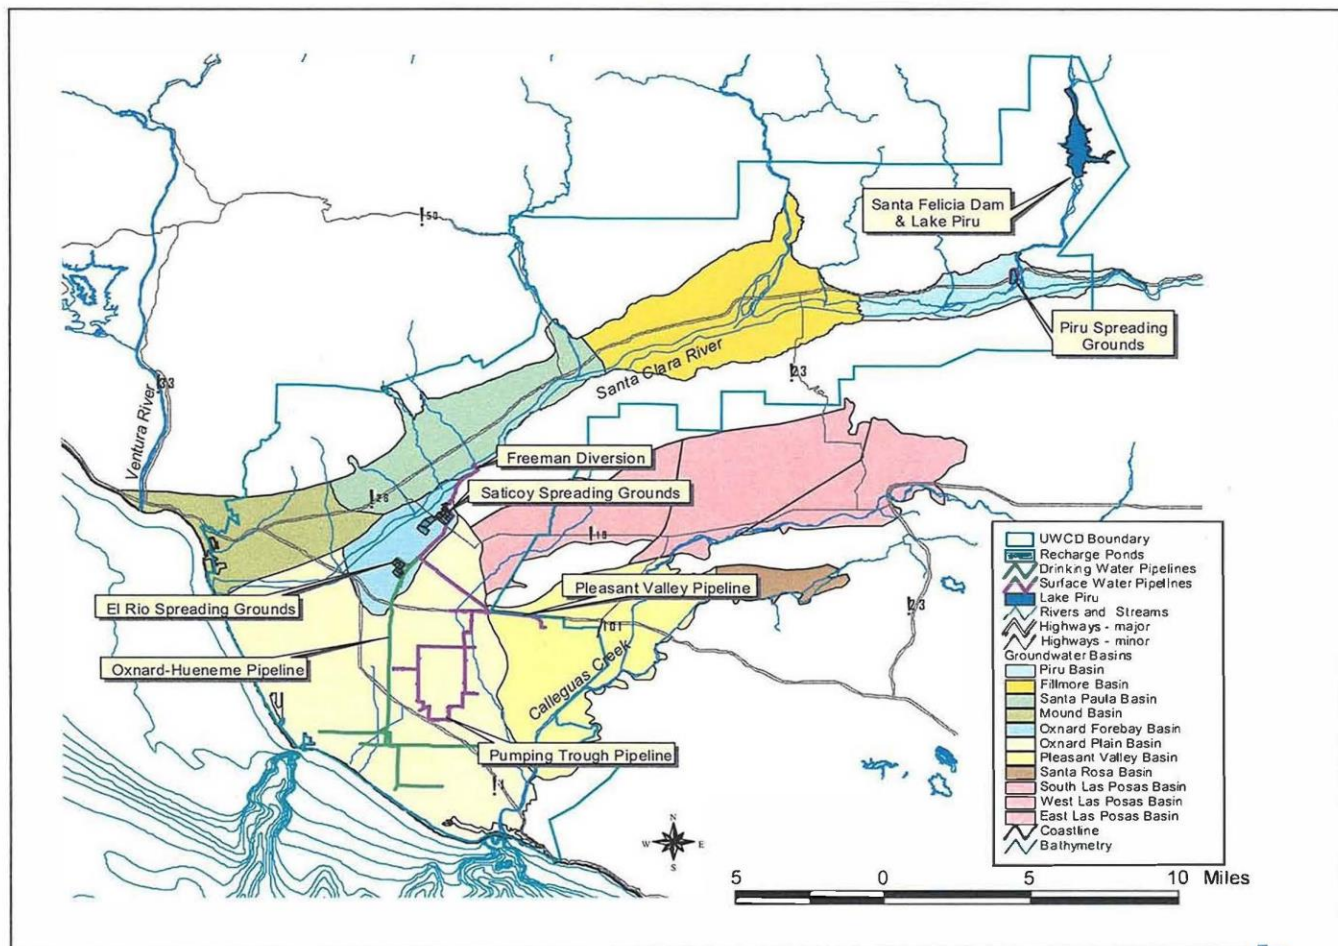 50
Santa Felicia Dam
& Lake Piru
Piru Spreading
Grounds
33
Ventura River
Santa Clara River
23
Freeman Diversion
26
Saticoy Spreading Grounds
18
Pleasant Valley Pipeline
El Rio Spreading Grounds
101
23
Oxnard-Hueneme Pipeline
Calleguas Creek
Pumping Trough Pipeline
1
UWCD Boundary
Recharge Ponds
Drinking Water Pipelines
Surface Water Pipelines
Lake Piru
Rivers and Streams
Highways - major
Highways - minor
Groundwater Basins
Piru Basin
Fillmore Basin
Santa Paula Basin
Mound Basin
Oxnard Forebay Basin
Oxnard Plain Basin
Pleasant Valley Basin
Santa Rosa Basin
South Las Posas Basin
West Las Posas Basin
East Las Posas Basin
Coastline
Bathymetry
N
W E
S
5 0 5 10 Miles